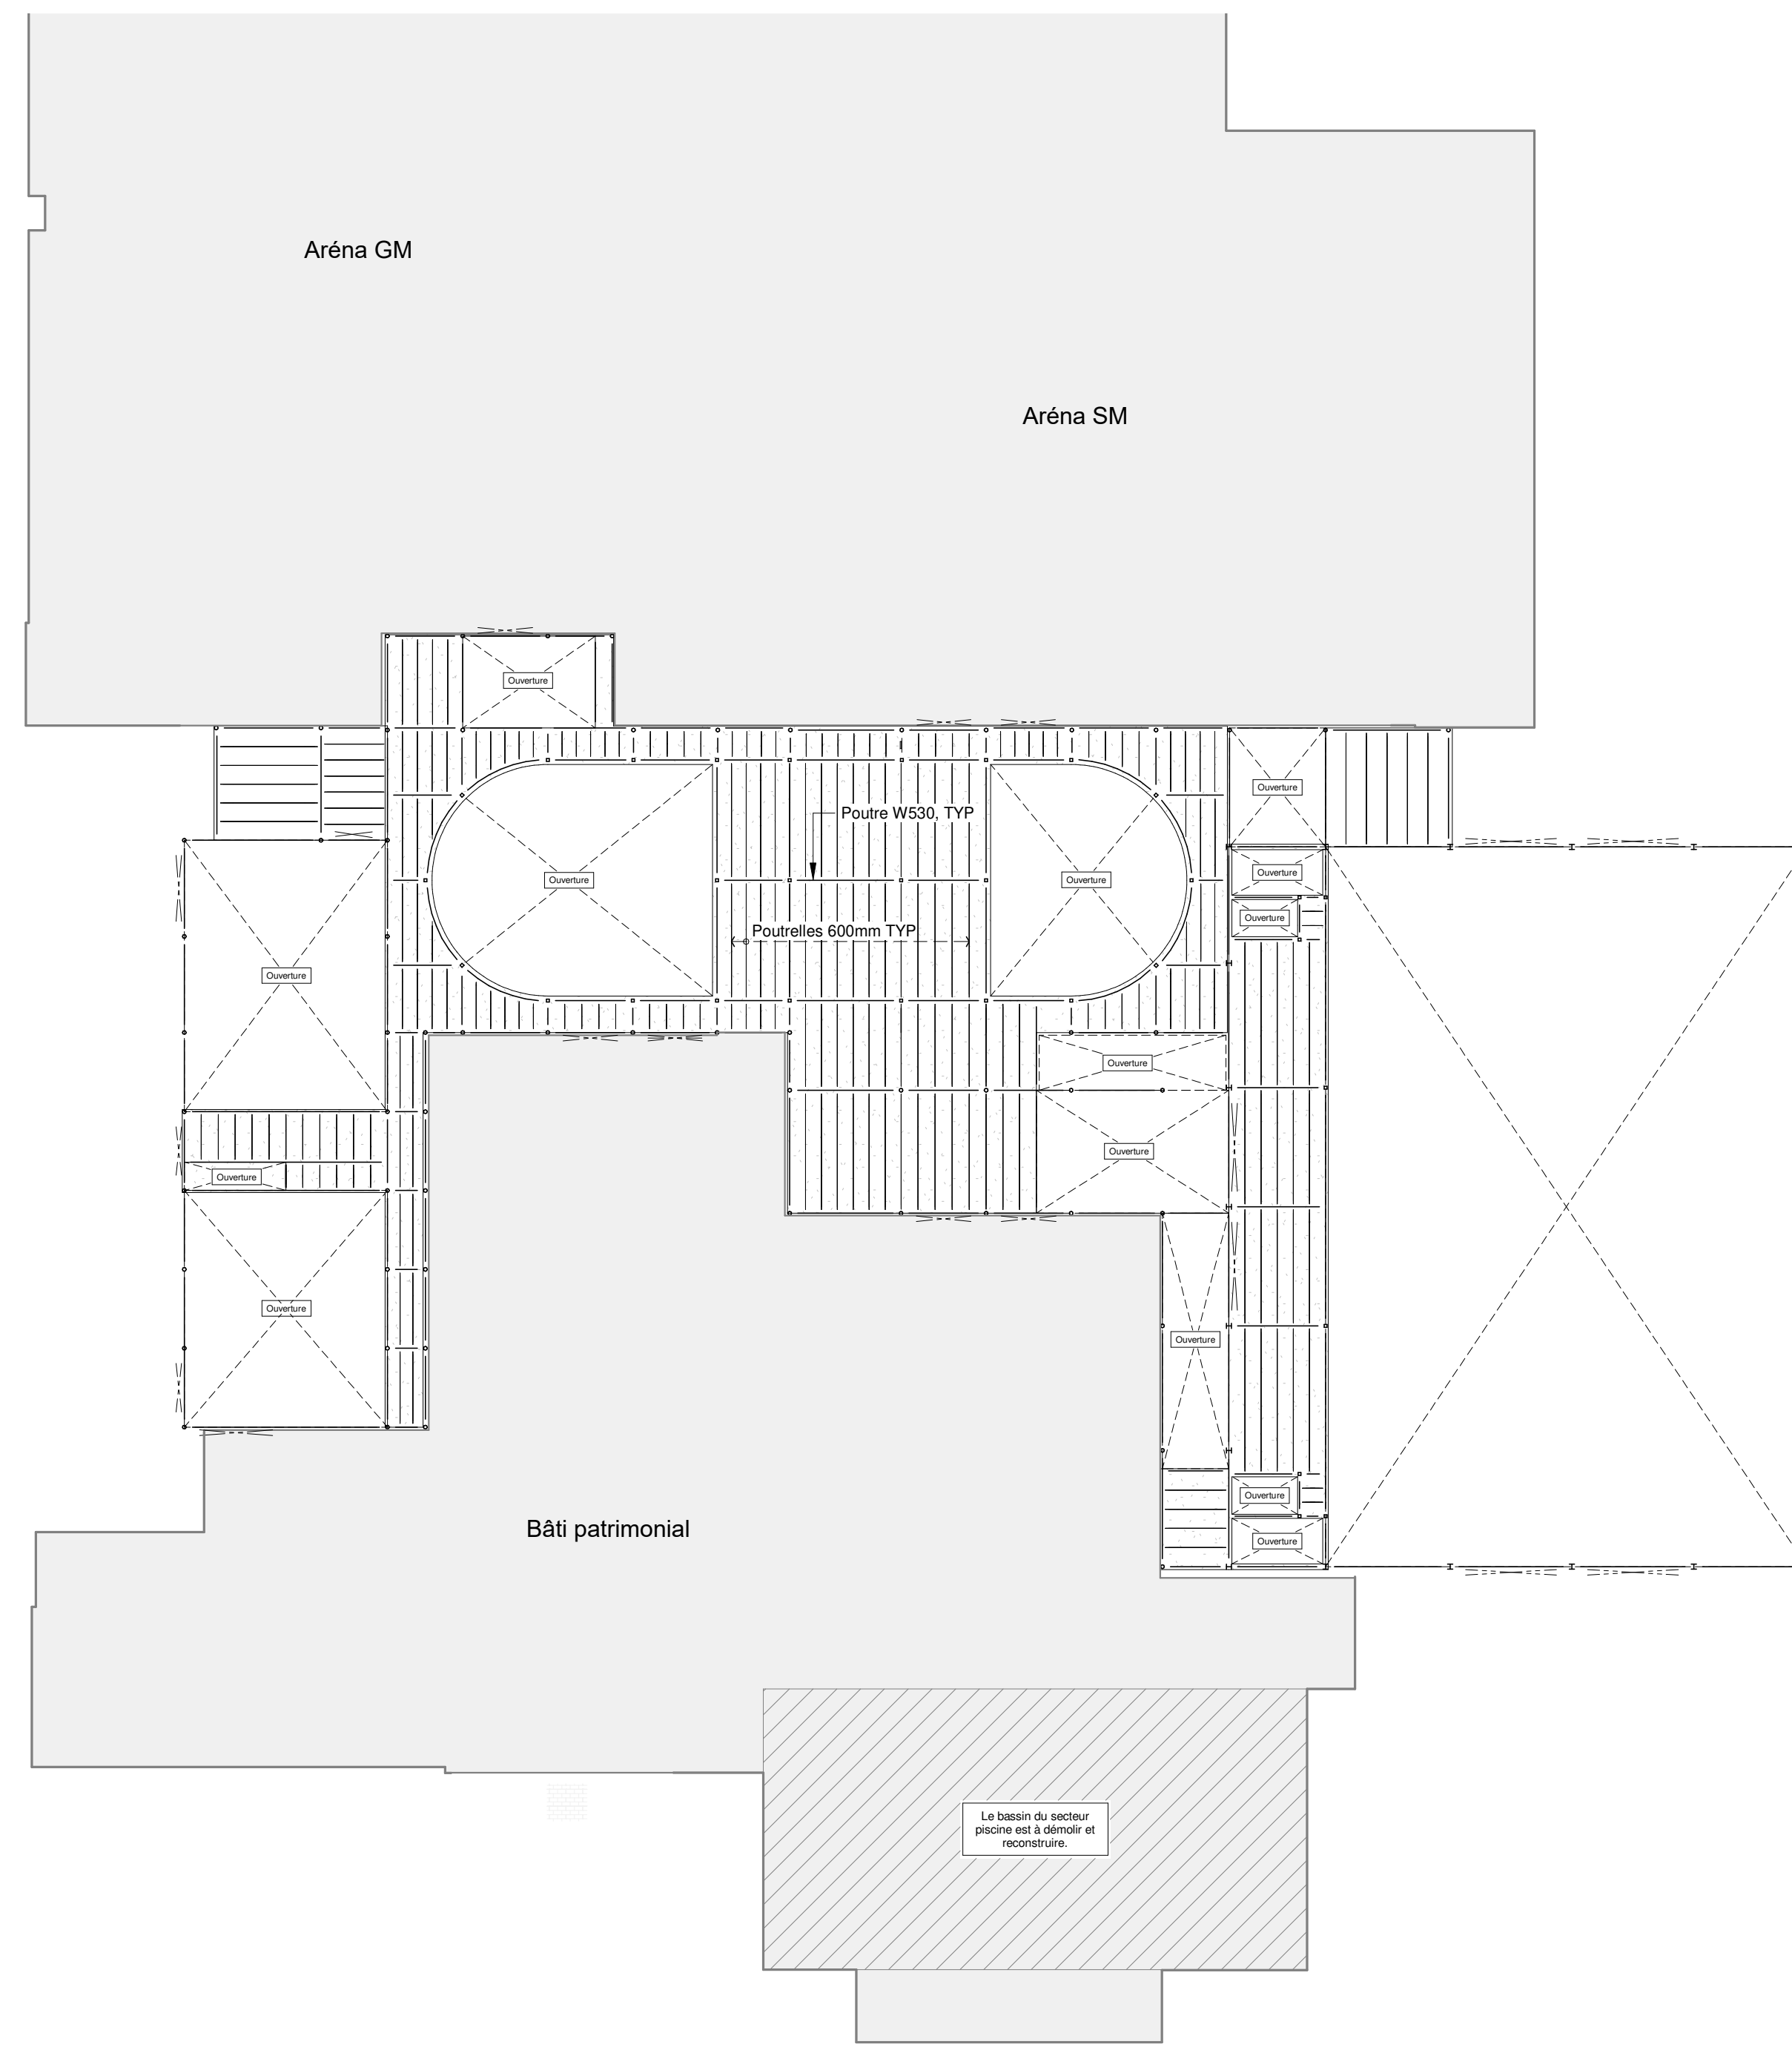 Aréna GM
Aréna SM
Ouverture
Ouverture
Poutre W530, TYP
Ouverture
Ouverture
Ouverture
Ouverture
Poutrelles 600mm TYP
Ouverture
Ouverture
Ouverture
Ouverture
Ouverture
Ouverture
Ouverture
Bâti patrimonial
Ouverture
Ouverture
Le bassin du secteur
piscine est à démolir et
reconstruire.